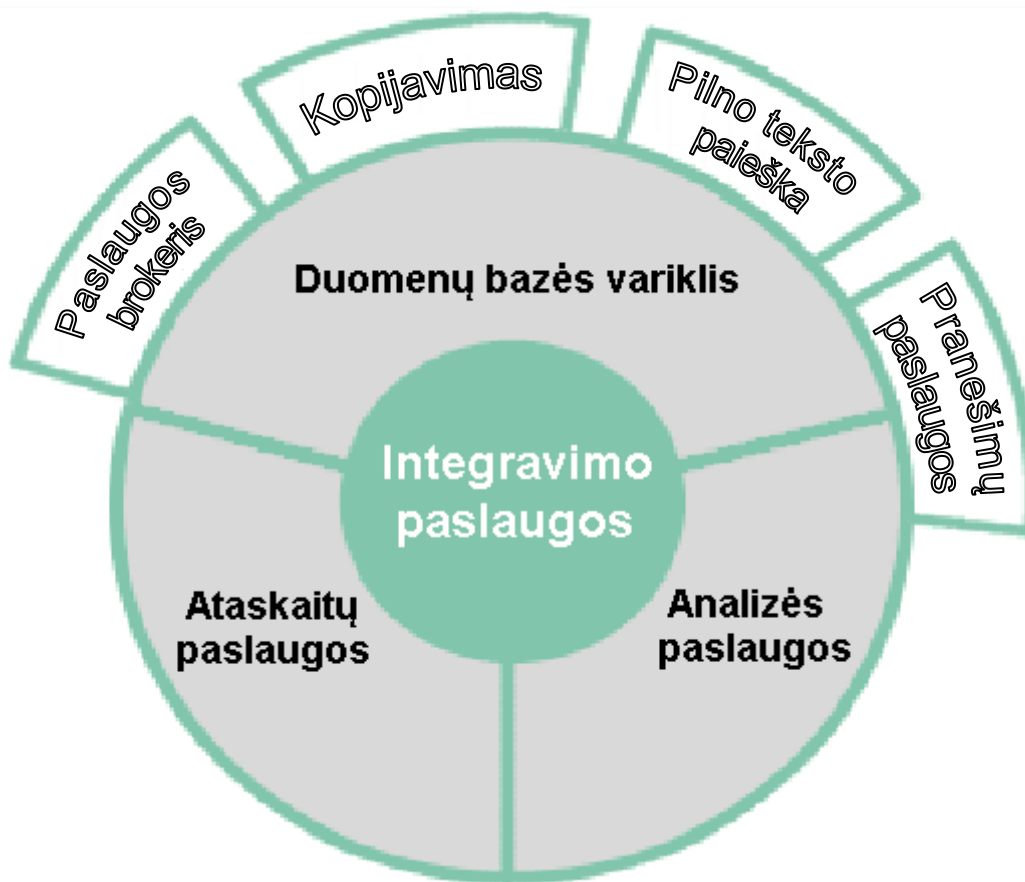 Paslaugos
brokeris
Kopijavimas
Pilno teksto
paieška
Pranešimų
paslaugos
Duomenų bazės variklis
Integravimo
paslaugos
Ataskaitų
paslaugos
Analizės
paslaugos